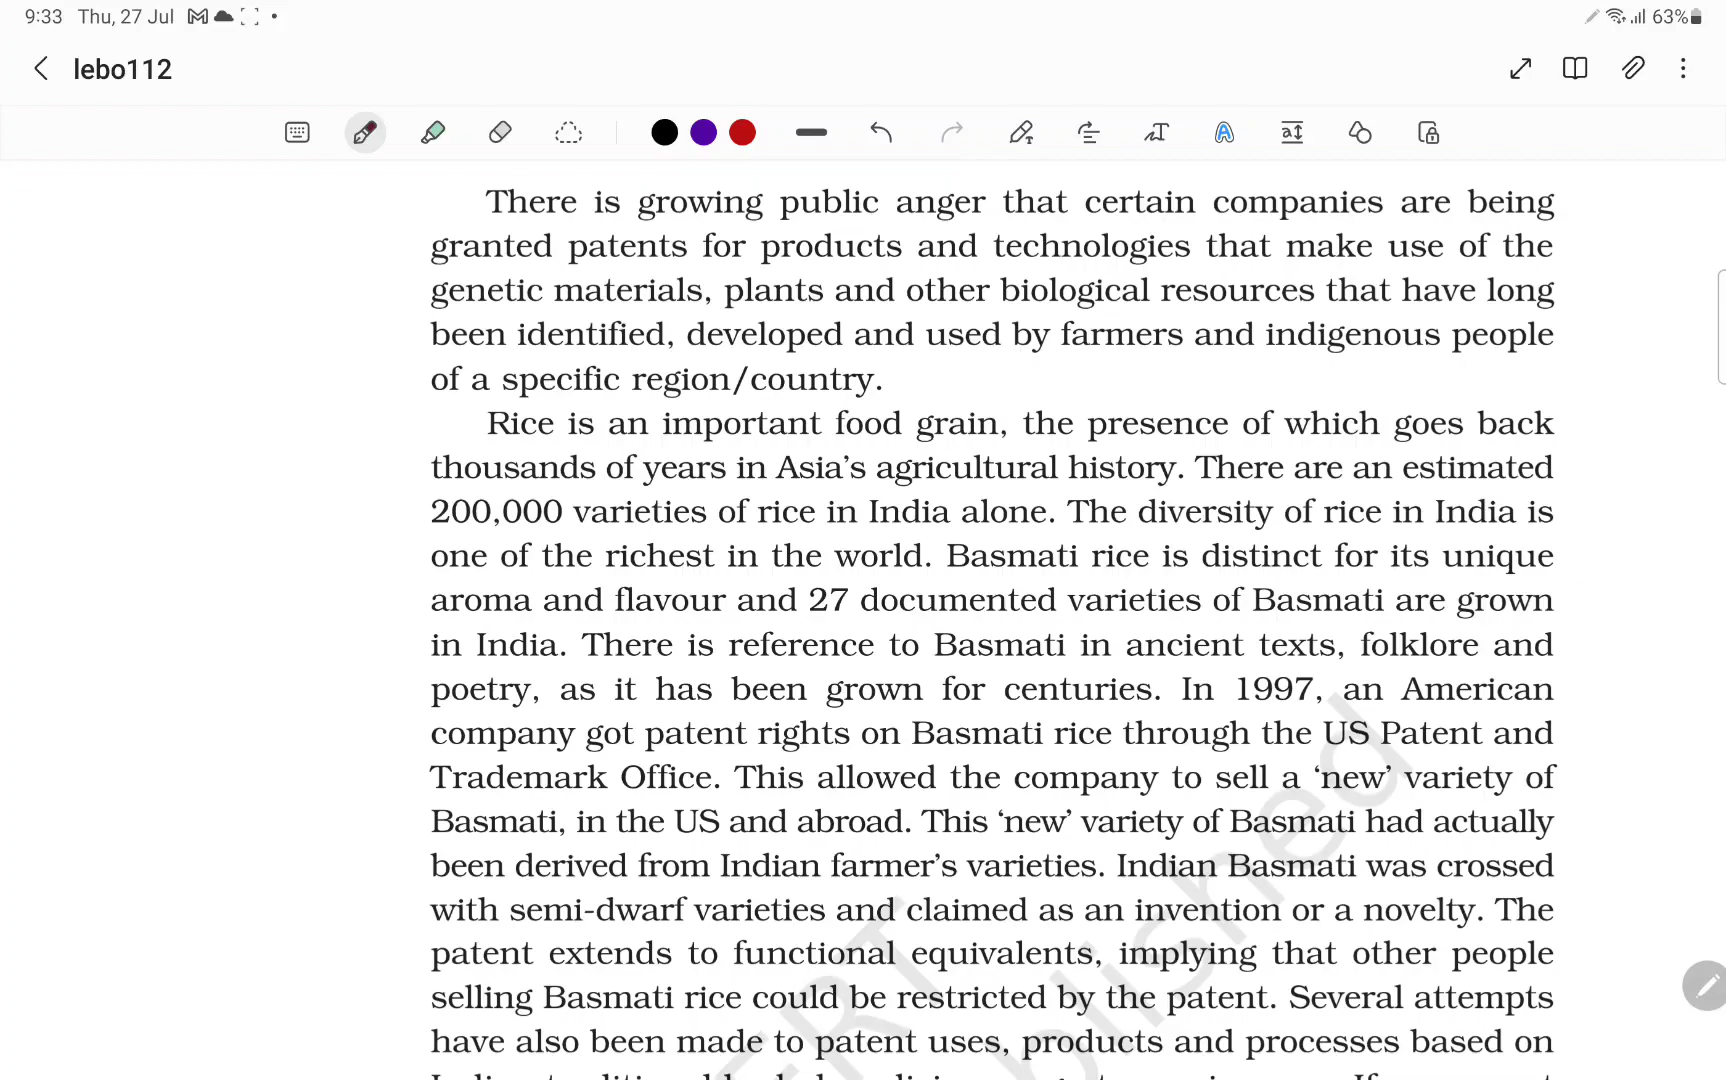 9:33 Thu, 27 Jul 63%
lebo112
There is growing public anger that certain companies are being
granted patents for products and technologies that make use of the
genetic materials, plants and other biological resources that have long
been identified, developed and used by farmers and indigenous people
of a specific region/country.
Rice is an important food grain, the presence of which goes back
thousands of years in Asia’s agricultural history. There are an estimated
200,000 varieties of rice in India alone. The diversity of rice in India is
one of the richest in the world. Basmati rice is distinct for its unique
aroma and flavour and 27 documented varieties of Basmati are grown
in India. There is reference to Basmati in ancient texts, folklore and
poetry, as it has been grown for centuries. In 1997, an American
company got patent rights on Basmati rice through the US Patent and
Trademark Office. This allowed the company to sell a ‘new’ variety of
Basmati, in the US and abroad. This ‘new’ variety of Basmati had actually
been derived from Indian farmer’s varieties. Indian Basmati was crossed
with semi-dwarf varieties and claimed as an invention or a novelty. The
patent extends to functional equivalents, implying that other people
selling Basmati rice could be restricted by the patent. Several attempts
have also been made to patent uses, products and processes based on